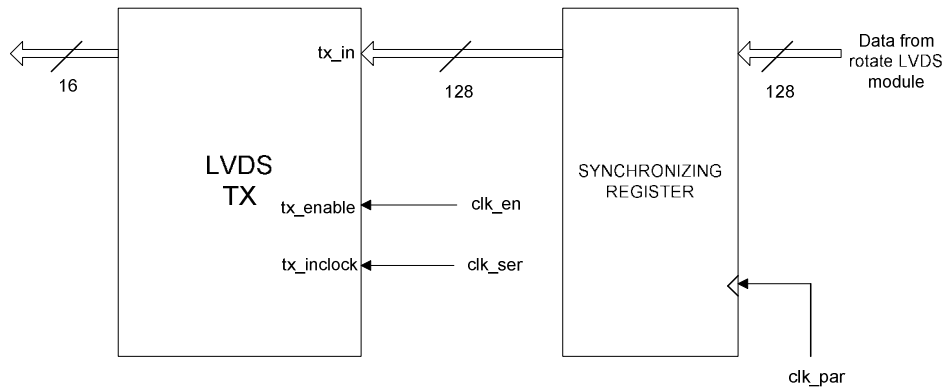 tx_in
Data from
rotate LVDS
module
16
128
128
LVDS
TX
SYNCHRONIZING
REGISTER
tx_enable
clk_en
tx_inclock
clk_ser
clk_par